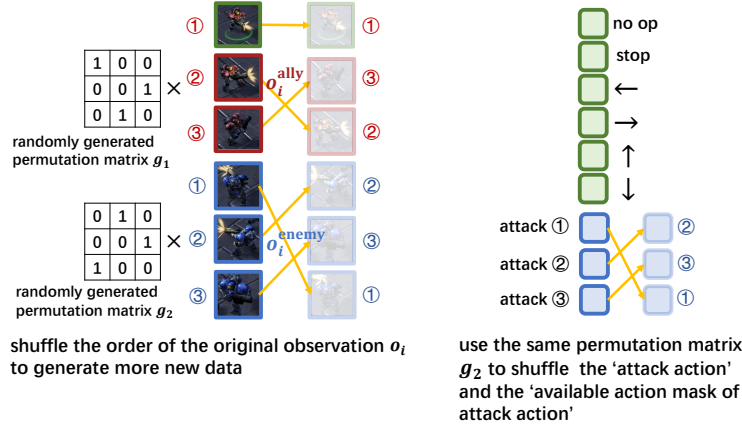 ① ①
1 0 0
0 0 1
0 1 0
×
② o_i^ally ③
③ ②
randomly generated
permutation matrix g₁
① ②
0 1 0
0 0 1
1 0 0
×
② o_i^enemy ③
③ ①
randomly generated
permutation matrix g₂
shuffle the order of the original observation o_i
to generate more new data
no op
stop
←
→
↑
↓
attack ① ②
attack ② ③
attack ③ ①
use the same permutation matrix
g₂ to shuffle the ‘attack action’
and the ‘available action mask of
attack action’